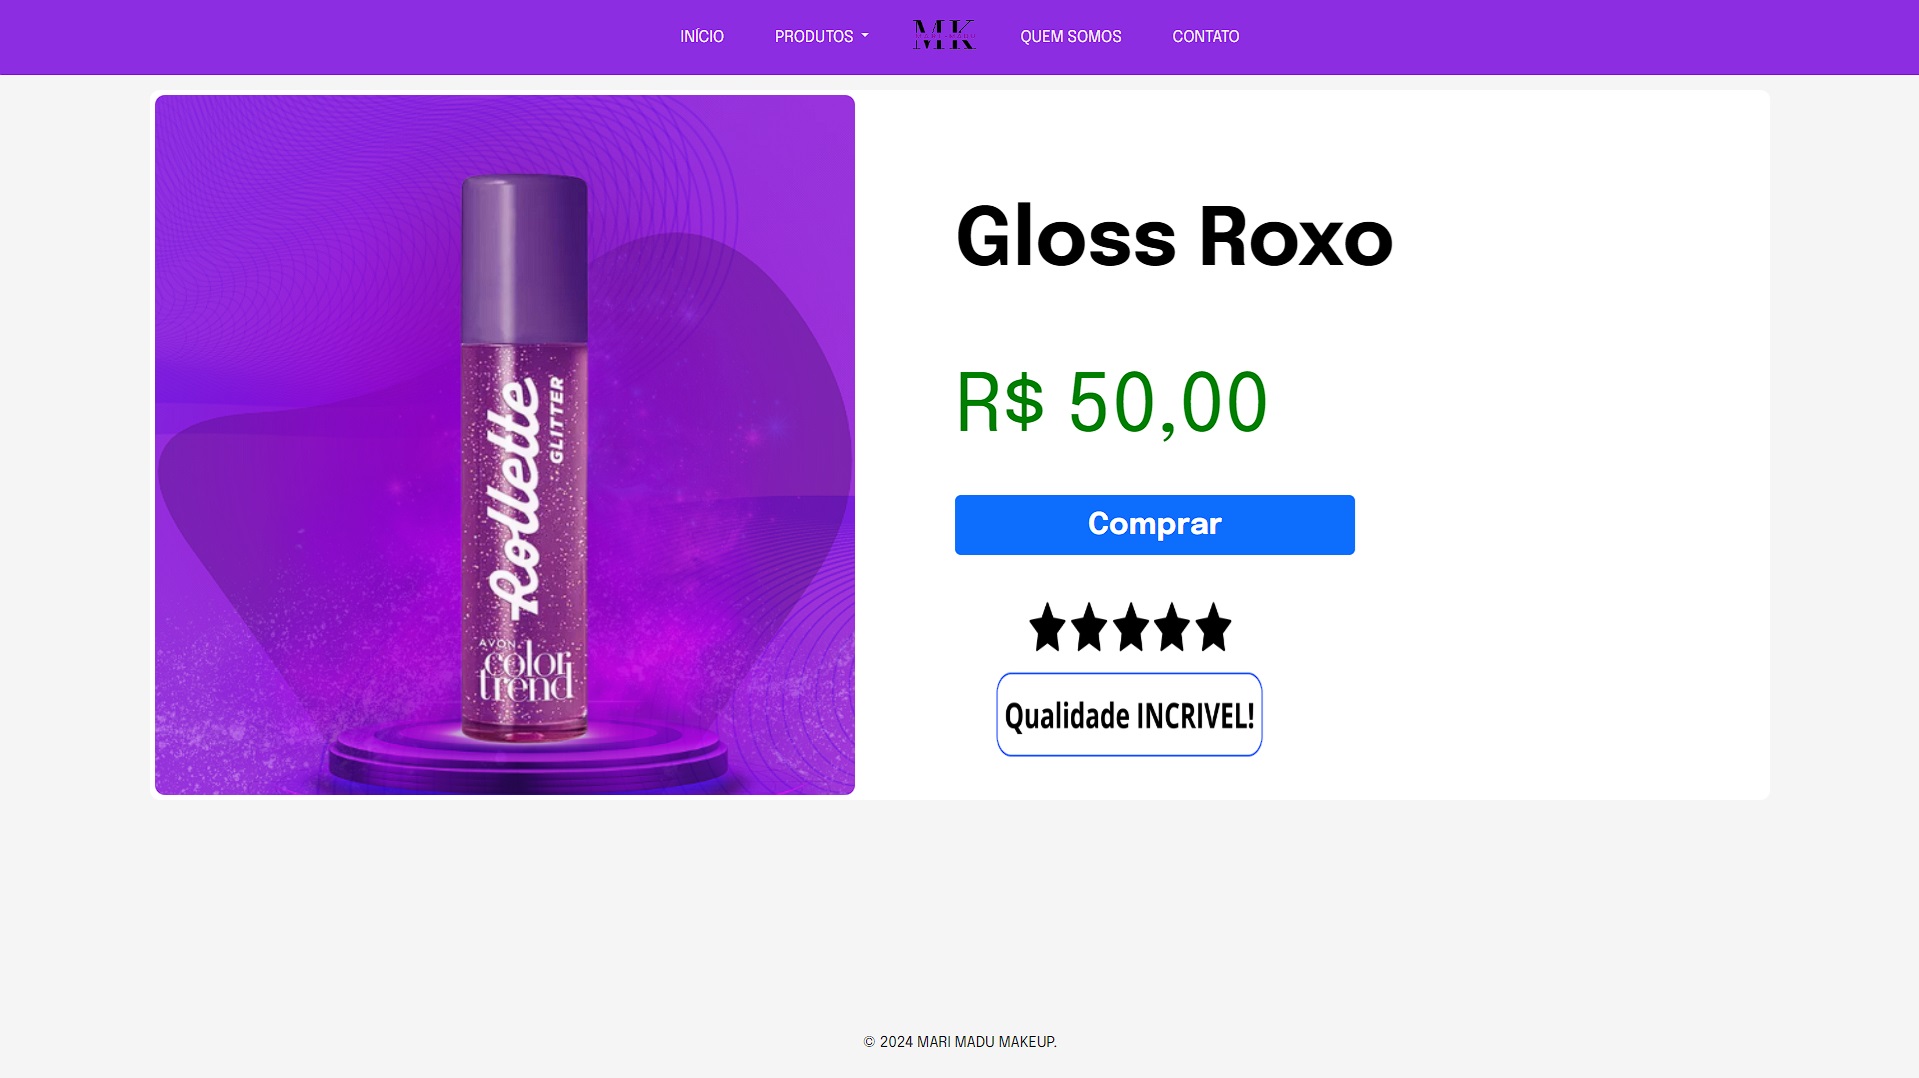 INÍCIO
PRODUTOS
MK
QUEM SOMOS
CONTATO
Rollette
GLITTER
AVON
color
trend
Gloss Roxo
R$ 50,00
Comprar
Qualidade INCRIVEL!
© 2024 MARI MADU MAKEUP.